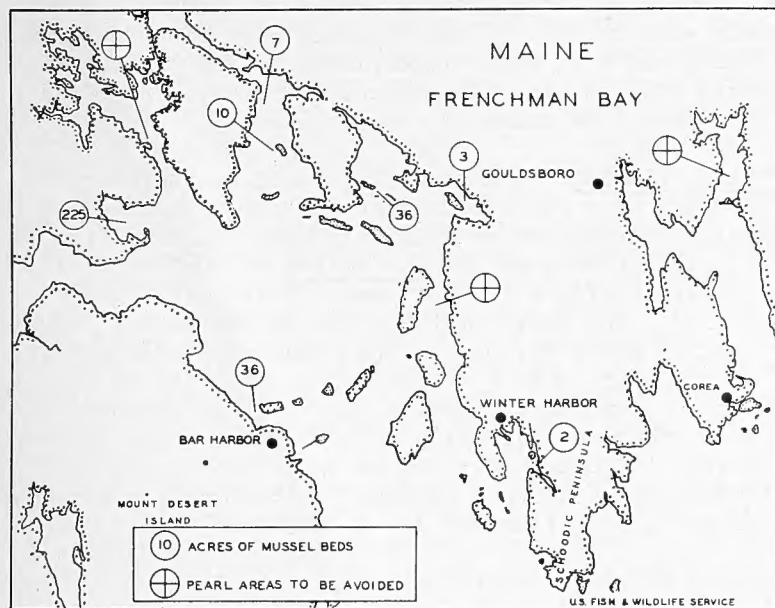 MAINE
FRENCHMAN BAY
7
10
3
GOULDSBORO
36
225
36
WINTER HARBOR
COREA
BAR HARBOR
2
SCHOODIC PENINSULA
MOUNT DESERT
ISLAND
10 ACRES OF MUSSEL BEDS
PEARL AREAS TO BE AVOIDED
U.S. FISH & WILDLIFE SERVICE